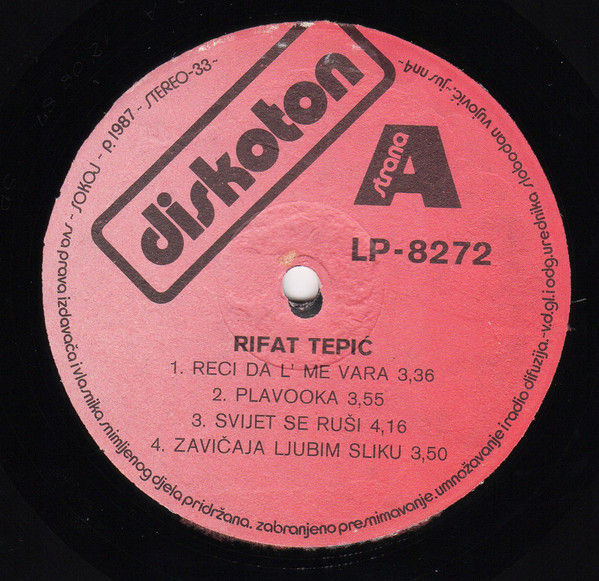 diskoton
strana
A
LP-8272
RIFAT TEPIĆ
1. RECI DA L' ME VARA 3,36
2. PLAVOOKA 3,55
3. SVIJET SE RUŠI 4,16
4. ZAVIČAJA LJUBIM SLIKU 3,50
STEREO-33- - p.1987 - SOKOJ - sva prava izdavača i vlasnika snimljenog djela pridržana. zabranjeno presnimavanje. umnožavanje i radio difuzija. -v.d.gl. i odg. urednika slobodan vujović. jus nn4